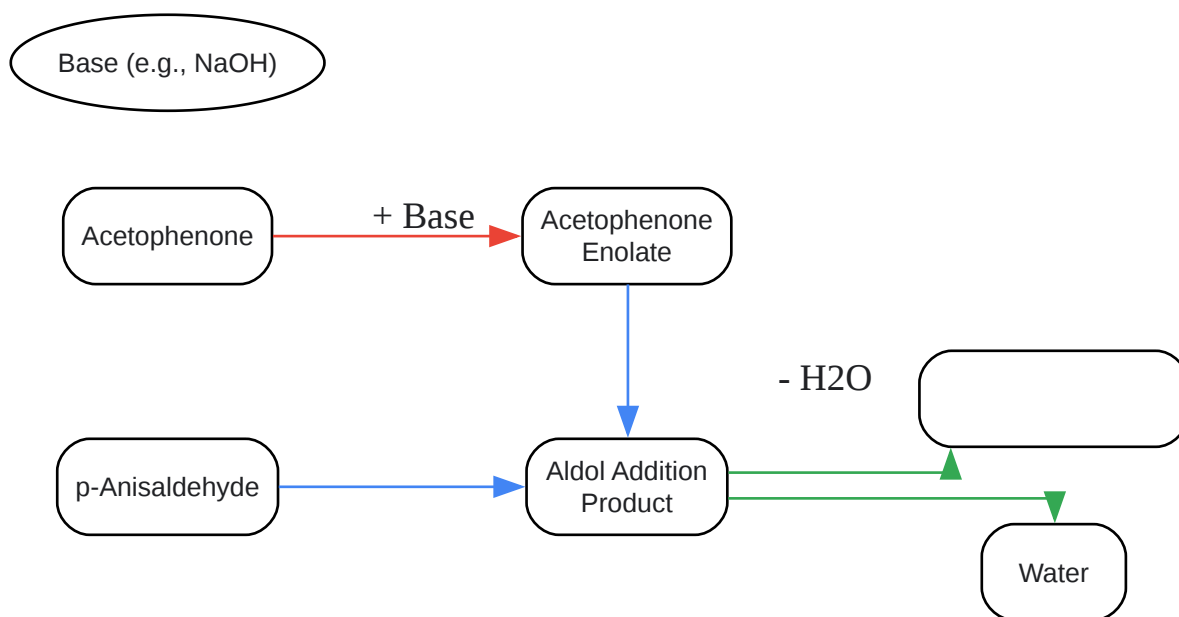 Base (e.g., NaOH)
Acetophenone
+ Base
Acetophenone
Enolate
- H2O
p-Anisaldehyde
Aldol Addition
Product
Water